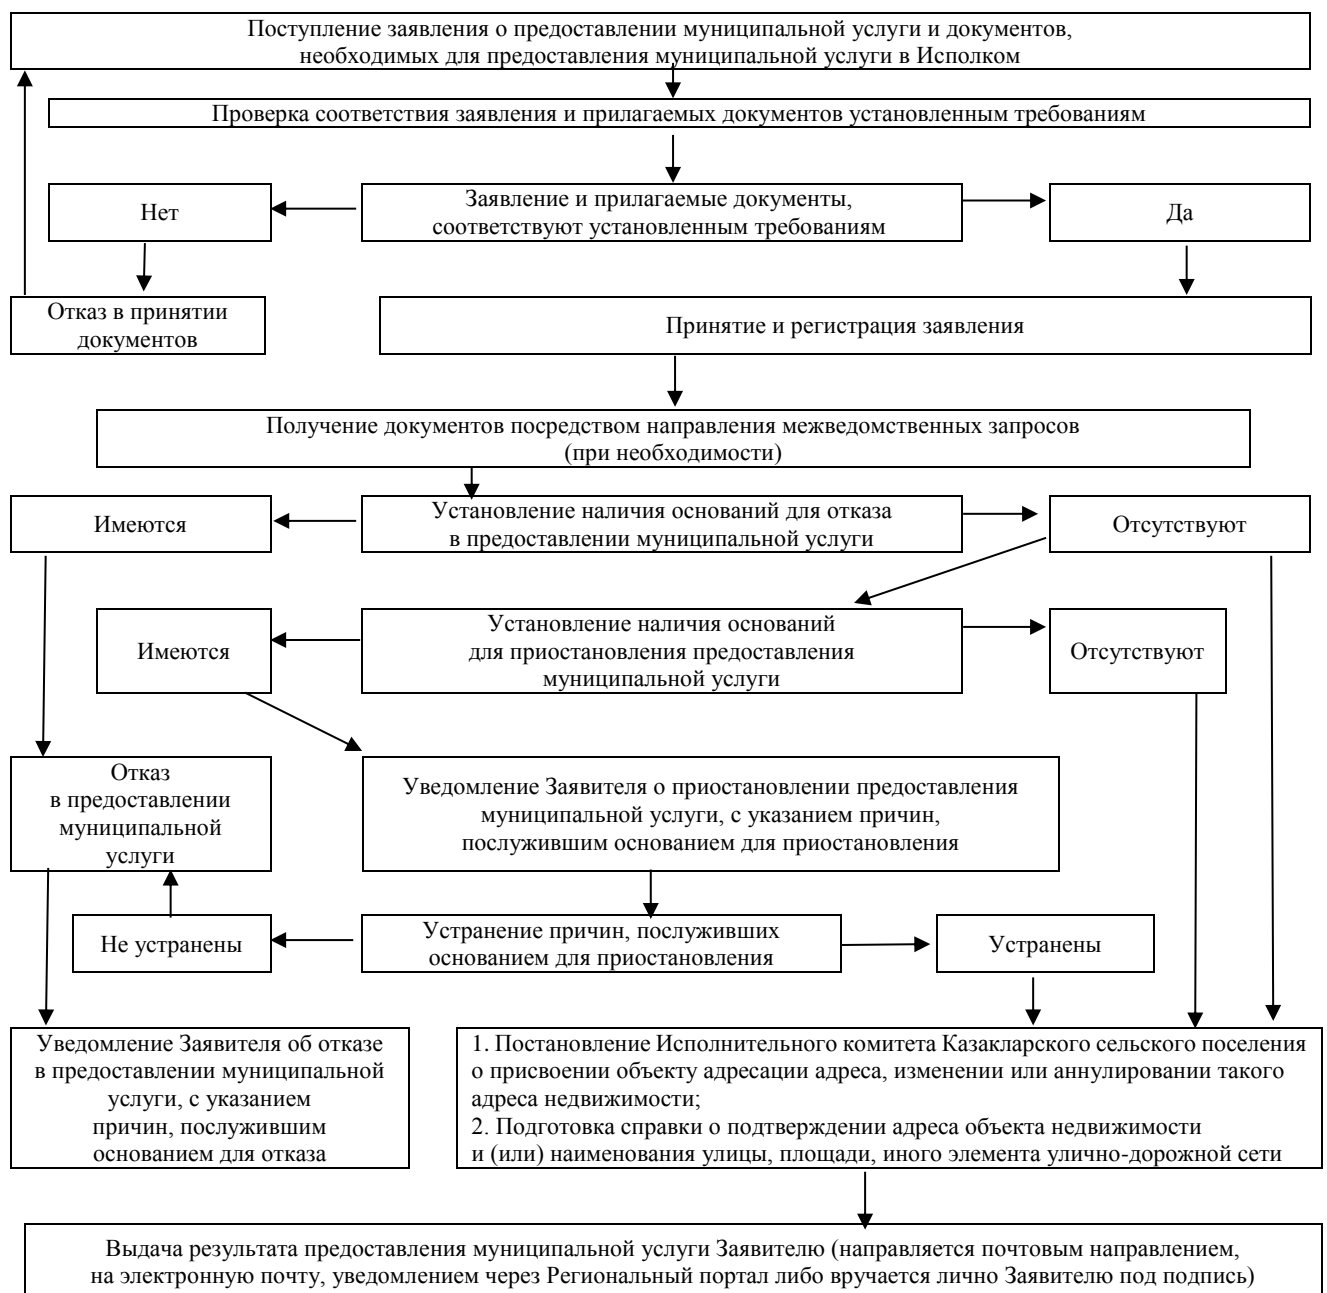 Поступление заявления о предоставлении муниципальной услуги и документов,
необходимых для предоставления муниципальной услуги в Исполком
Проверка соответствия заявления и прилагаемых документов установленным требованиям
Нет
Заявление и прилагаемые документы,
соответствуют установленным требованиям
Да
Отказ в принятии
документов
Принятие и регистрация заявления
Получение документов посредством направления межведомственных запросов
(при необходимости)
Имеются
Установление наличия оснований для отказа
в предоставлении муниципальной услуги
Отсутствуют
Имеются
Установление наличия оснований
для приостановления предоставления
муниципальной услуги
Отсутствуют
Отказ
в предоставлении
муниципальной
услуги
Уведомление Заявителя о приостановлении предоставления
муниципальной услуги, с указанием причин,
послужившим основанием для приостановления
Не устранены
Устранение причин, послуживших
основанием для приостановления
Устранены
Уведомление Заявителя об отказе
в предоставлении муниципальной
услуги, с указанием
причин, послужившим
основанием для отказа
1. Постановление Исполнительного комитета Казакларского сельского поселения
о присвоении объекту адресации адреса, изменении или аннулировании такого
адреса недвижимости;
2. Подготовка справки о подтверждении адреса объекта недвижимости
и (или) наименования улицы, площади, иного элемента улично-дорожной сети
Выдача результата предоставления муниципальной услуги Заявителю (направляется почтовым направлением,
на электронную почту, уведомлением через Региональный портал либо вручается лично Заявителю под подпись)